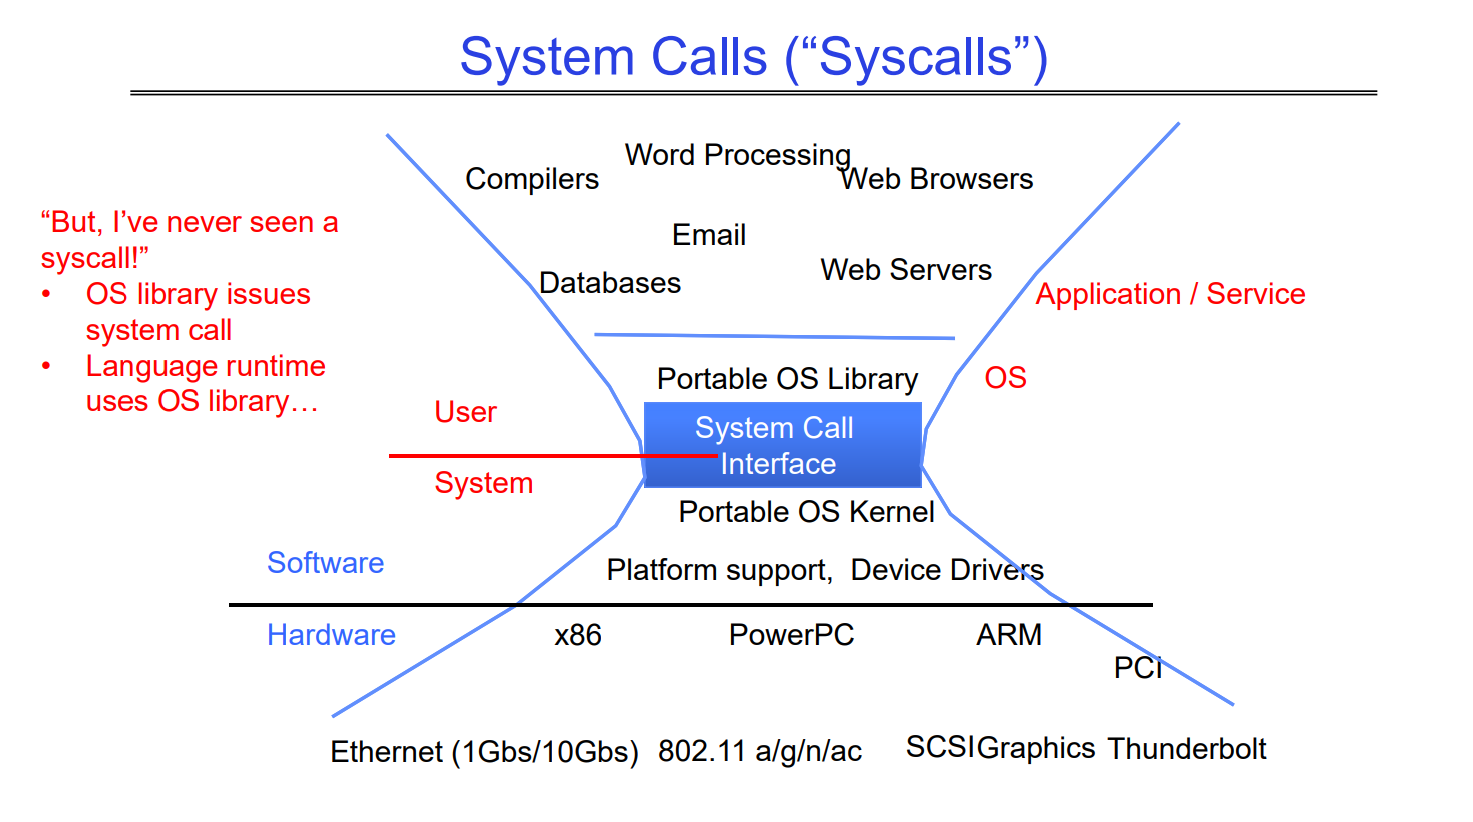 System Calls (“Syscalls”)
Word Processing
Compilers
Web Browsers
“But, I’ve never seen a
syscall!”
• OS library issues
system call
• Language runtime
uses OS library…
Email
Web Servers
Databases
Application / Service
Portable OS Library
OS
User
System Call
Interface
System
Portable OS Kernel
Software
Platform support, Device Drivers
Hardware
x86
PowerPC
ARM
PCI
Ethernet (1Gbs/10Gbs)
802.11 a/g/n/ac
SCSI
Graphics
Thunderbolt